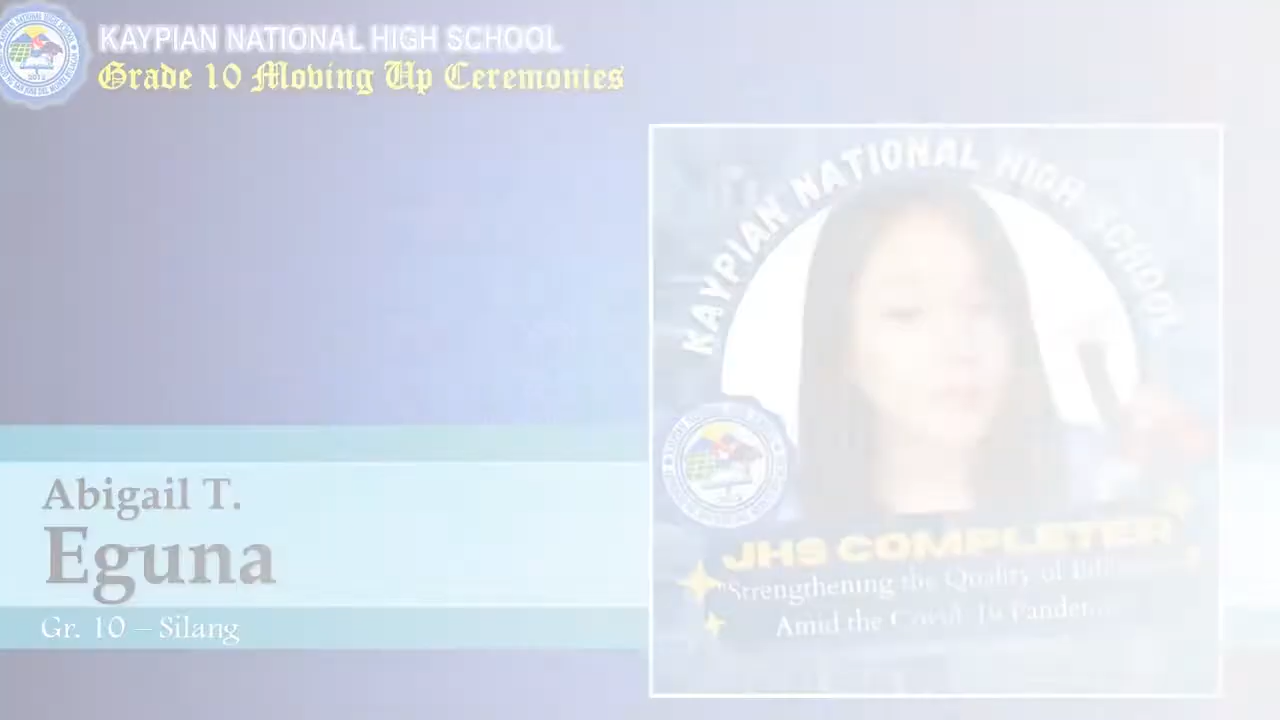 KAYPIAN NATIONAL HIGH SCHOOL
Grade 10 Moving Up Ceremonies
KAYPIAN NATIONAL HIGH SCHOOL
JHS COMPLETER
"Strengthening the Quality of
Amid the
Abigail T.
Eguna
Gr. 10 – Silang